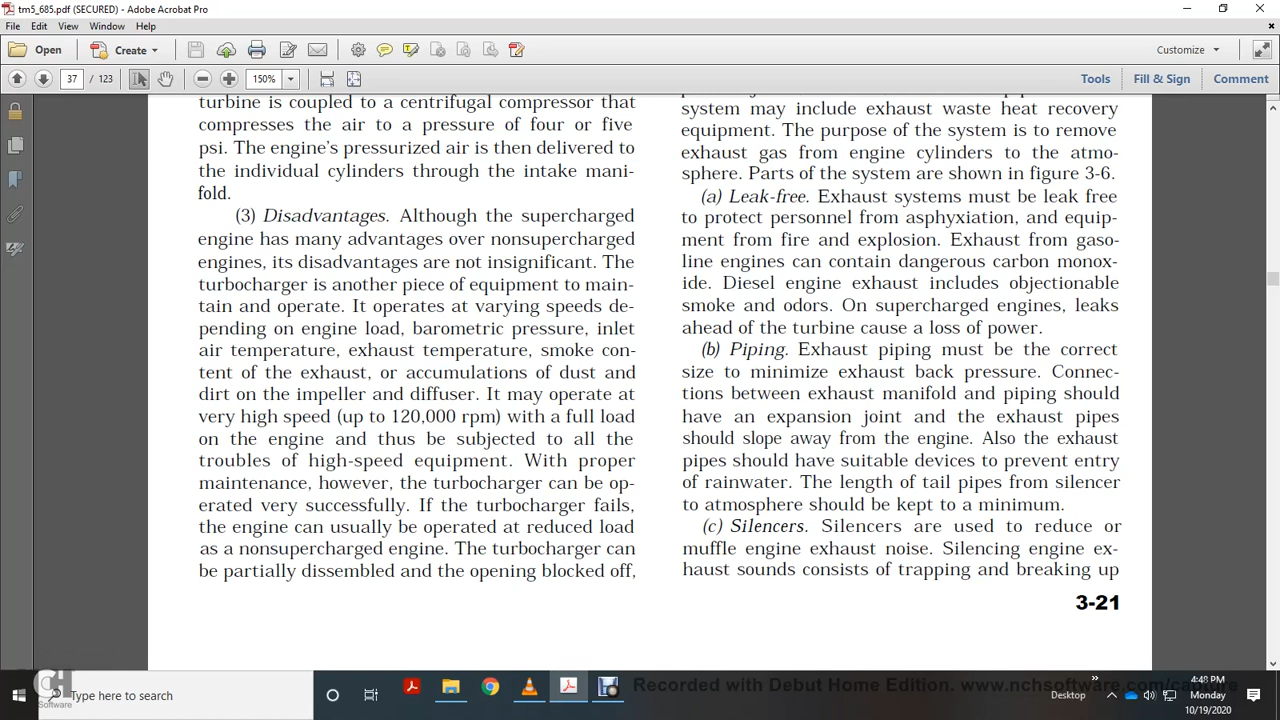 tm5_685.pdf (SECURED) - Adobe Acrobat Pro
File Edit View Window Help
Open Create Customize
37 / 123 150% Tools Fill & Sign Comment
turbine is coupled to a centrifugal compressor that
compresses the air to a pressure of four or five
psi. The engine's pressurized air is then delivered to
the individual cylinders through the intake mani-
fold.
(3) Disadvantages. Although the supercharged
engine has many advantages over nonsupercharged
engines, its disadvantages are not insignificant. The
turbocharger is another piece of equipment to main-
tain and operate. It operates at varying speeds de-
pending on engine load, barometric pressure, inlet
air temperature, exhaust temperature, smoke con-
tent of the exhaust, or accumulations of dust and
dirt on the impeller and diffuser. It may operate at
very high speed (up to 120,000 rpm) with a full load
on the engine and thus be subjected to all the
troubles of high-speed equipment. With proper
maintenance, however, the turbocharger can be op-
erated very successfully. If the turbocharger fails,
the engine can usually be operated at reduced load
as a nonsupercharged engine. The turbocharger can
be partially dissembled and the opening blocked off,
system may include exhaust waste heat recovery
equipment. The purpose of the system is to remove
exhaust gas from engine cylinders to the atmo-
sphere. Parts of the system are shown in figure 3-6.
(a) Leak-free. Exhaust systems must be leak free
to protect personnel from asphyxiation, and equip-
ment from fire and explosion. Exhaust from gaso-
line engines can contain dangerous carbon monox-
ide. Diesel engine exhaust includes objectionable
smoke and odors. On supercharged engines, leaks
ahead of the turbine cause a loss of power.
(b) Piping. Exhaust piping must be the correct
size to minimize exhaust back pressure. Connec-
tions between exhaust manifold and piping should
have an expansion joint and the exhaust pipes
should slope away from the engine. Also the exhaust
pipes should have suitable devices to prevent entry
of rainwater. The length of tail pipes from silencer
to atmosphere should be kept to a minimum.
(c) Silencers. Silencers are used to reduce or
muffle engine exhaust noise. Silencing engine ex-
haust sounds consists of trapping and breaking up
3-21
Type here to search
Software
Recorded with Debut Home Edition. www.nchsoftware.com/capture
Desktop
4:48 PM
Monday
10/19/2020